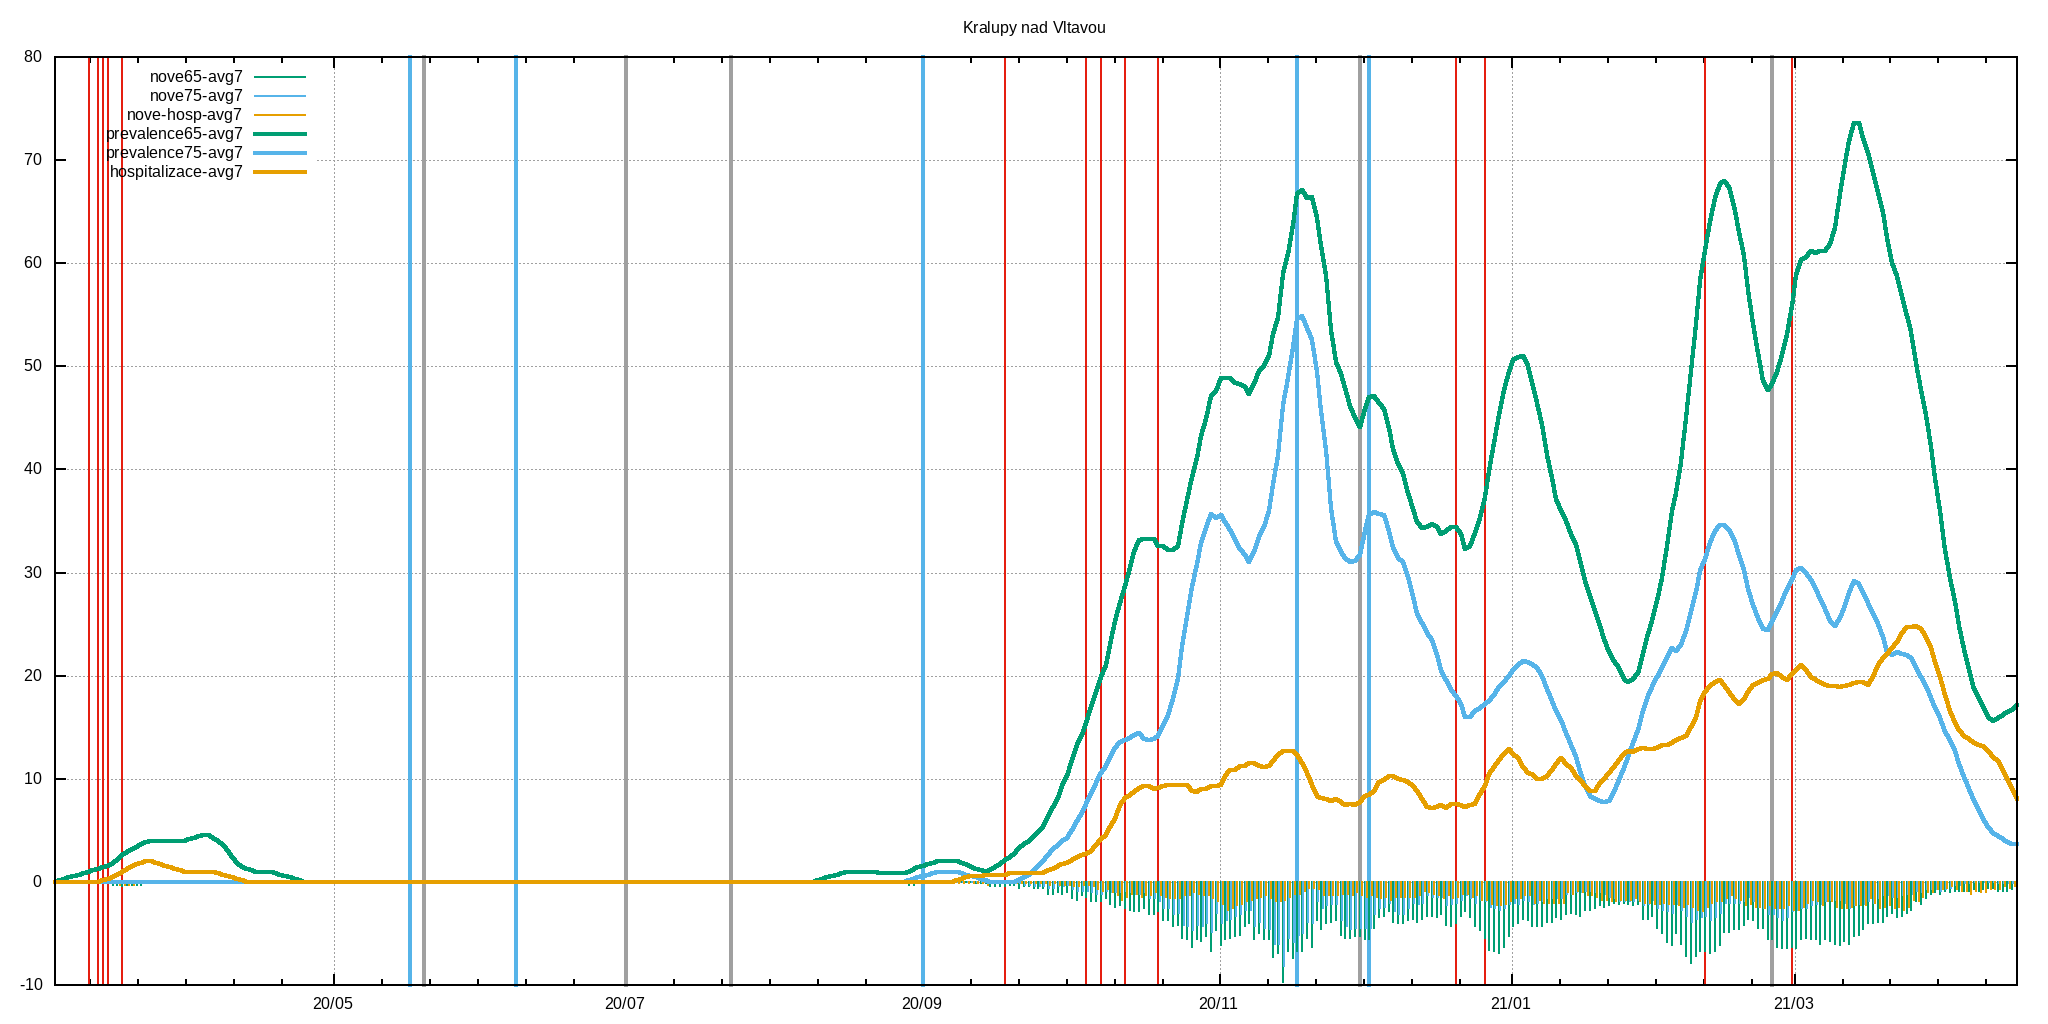 Kralupy nad Vltavou
80
70
60
50
40
30
20
10
0
-10
nove65-avg7
nove75-avg7
nove-hosp-avg7
prevalence65-avg7
prevalence75-avg7
hospitalizace-avg7
20/05
20/07
20/09
20/11
21/01
21/03